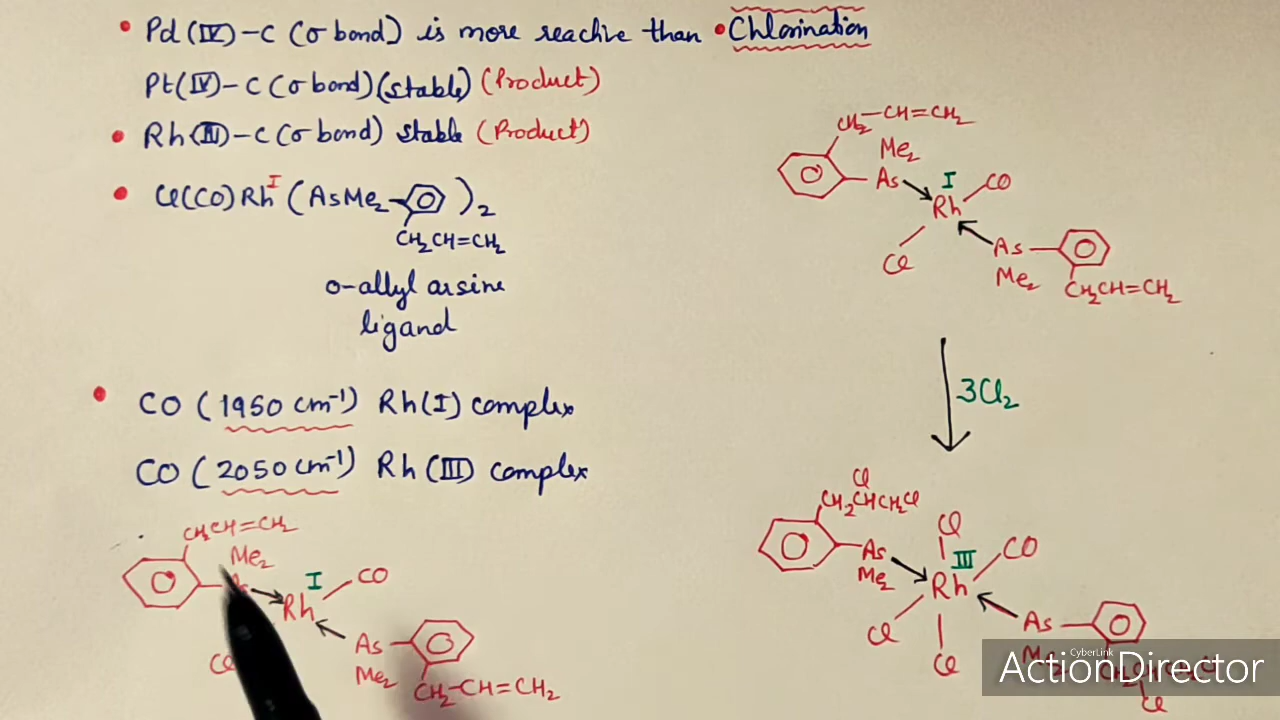 • Pd(IV)-C (σ bond) is more reactive than
Pt(IV)-C (σ bond)(stable)(Product)
• Rh(III)-C(σ bond) stable (Product)
• Cl(CO)Rh^I (AsMe₂-)₂
CH₂CH=CH₂
o-allyl arsine
ligand
• CO (1950 cm⁻¹) Rh(I) complex
CO (2050 cm⁻¹) Rh(III) complex
CH₂CH=CH₂
Me₂
I
CO
Rh
Cl
As
Me₂
CH₂-CH=CH₂
• Chlorination
CH₂-CH=CH₂
Me₂
As
I
CO
Rh
Cl
As
Me₂
CH₂CH=CH₂
3Cl₂
Cl
CH₂CHCH₂Cl
As
Me₂
Cl
III
CO
Rh
Cl
Cl
As
Cl
CyberLink
ActionDirector